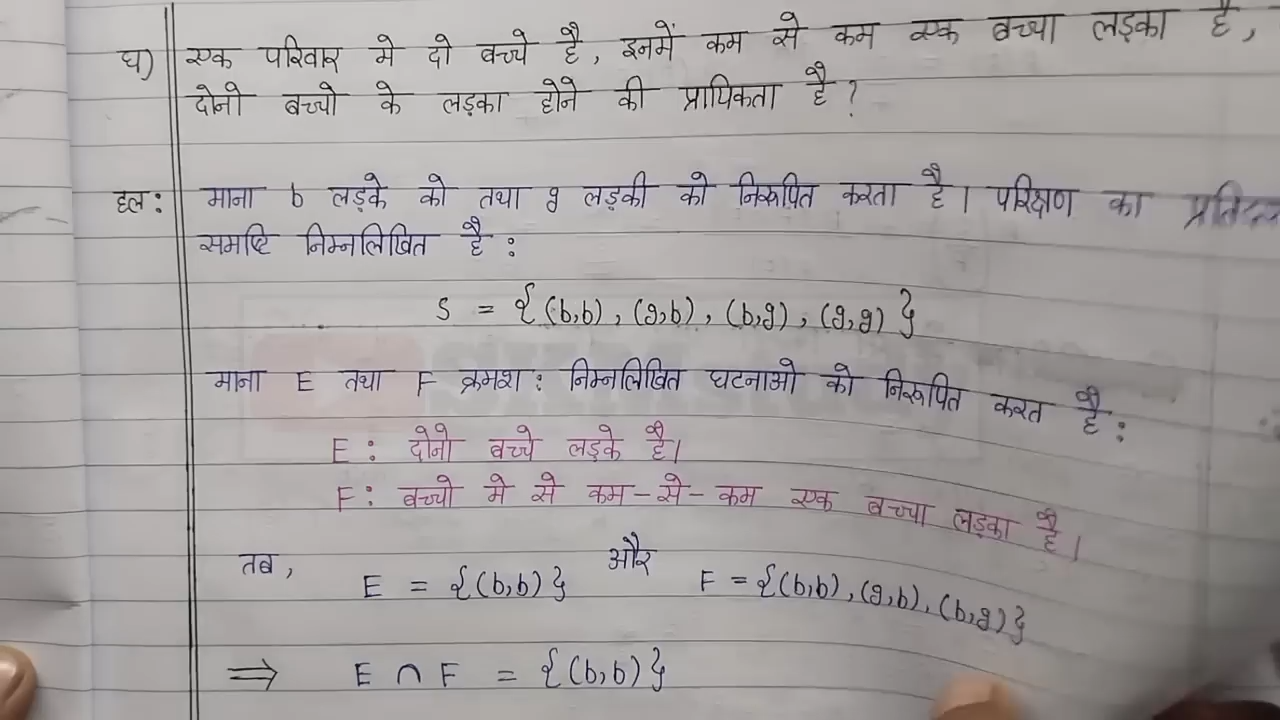 घ) एक परिवार मे दो बच्चे है, इनमें कम से कम एक बच्चा लड़का है,
दोनो बच्चो के लड़का होने की प्रायिकता है ?
हल: माना b लड़के को तथा g लड़की को निरूपित करता है। परिक्षण का
समष्टि निम्नलिखित है :
S = {(b,b), (g,b), (b,g), (g,g)}
माना E तथा F क्रमश: निम्नलिखित घटनाओ को निरूपित करत है :
E : दोनो बच्चे लड़के है।
F : बच्चो मे से कम-से-कम एक बच्चा लड़का है।
तब, E = {(b,b)} और F = {(b,b), (g,b), (b,g)}
⇒ E ∩ F = {(b,b)}